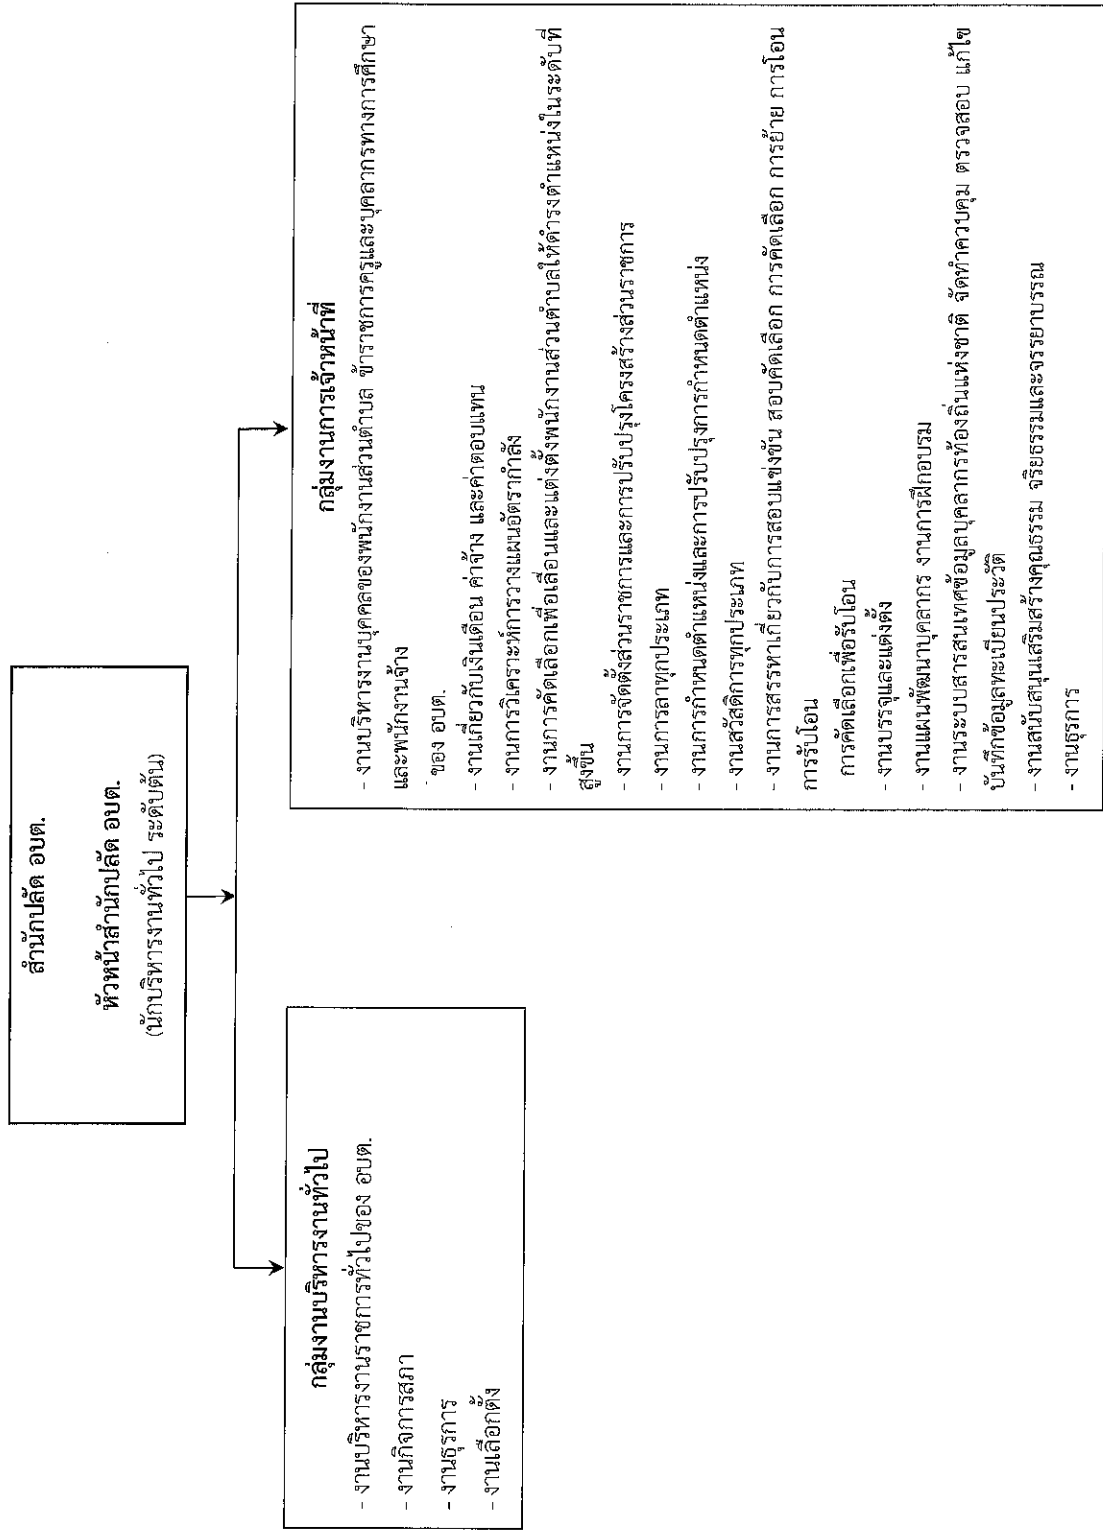 สำนักปลัด อบต.
หัวหน้าสำนักปลัด อบต.
(นักบริหารงานทั่วไป ระดับต้น)
กลุ่มงานบริหารงานทั่วไป
- งานบริหารงานราชการทั่วไปของ อบต.
- งานกิจการสภา
- งานธุรการ
- งานเลือกตั้ง
กลุ่มงานการเจ้าหน้าที่
- งานบริหารงานบุคคลของพนักงานส่วนตำบล ข้าราชการครูและบุคลากรทางการศึกษา
และพนักงานจ้าง
ของ อบต.
- งานเกี่ยวกับเงินเดือน ค่าจ้าง และค่าตอบแทน
- งานการวิเคราะห์การวางแผนอัตรากำลัง
- งานการคัดเลือกเพื่อเลื่อนและแต่งตั้งพนักงานส่วนตำบลให้ดำรงตำแหน่งในระดับที่
สูงขึ้น
- งานการจัดตั้งส่วนราชการและการปรับปรุงโครงสร้างส่วนราชการ
- งานการลาทุกประเภท
- งานการกำหนดตำแหน่งและการปรับปรุงการกำหนดตำแหน่ง
- งานสวัสดิการทุกประเภท
- งานการสรรหาเกี่ยวกับการสอบแข่งขัน สอบคัดเลือก การคัดเลือก การย้าย การโอน
การรับโอน
การคัดเลือกเพื่อรับโอน
- งานบรรจุและแต่งตั้ง
- งานแผนพัฒนาบุคลากร งานการฝึกอบรม
- งานระบบสารสนเทศข้อมูลบุคลากรท้องถิ่นแห่งชาติ จัดทำควบคุม ตรวจสอบ แก้ไข
บันทึกข้อมูลทะเบียนประวัติ
- งานสนับสนุนเสริมสร้างคุณธรรม จริยธรรมและจรรยาบรรณ
- งานธุรการ